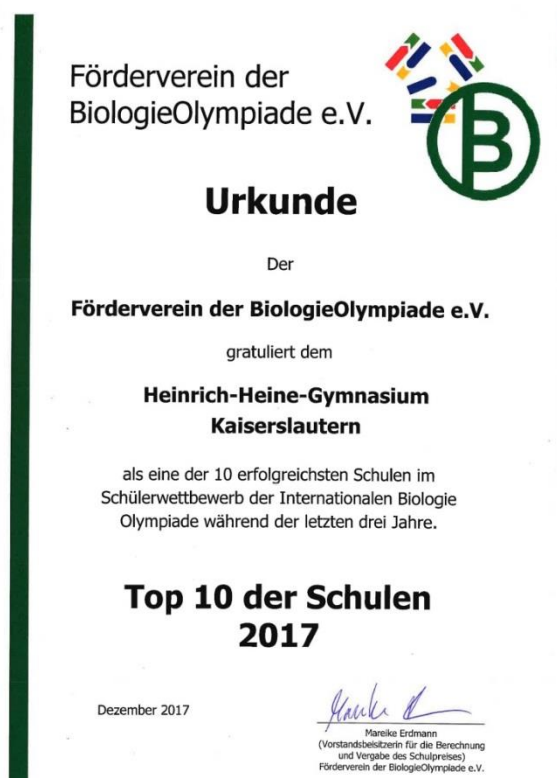 Förderverein der
BiologieOlympiade e.V.
B
Urkunde
Der
Förderverein der BiologieOlympiade e.V.
gratuliert dem
Heinrich-Heine-Gymnasium
Kaiserslautern
als eine der 10 erfolgreichsten Schulen im
Schülerwettbewerb der Internationalen Biologie
Olympiade während der letzten drei Jahre.
Top 10 der Schulen
2017
Dezember 2017
Mareike Erdmann
(Vorstandsbeisitzerin für die Berechnung
und Vergabe des Schulpreises)
Förderverein der BiologieOlympiade e.V.